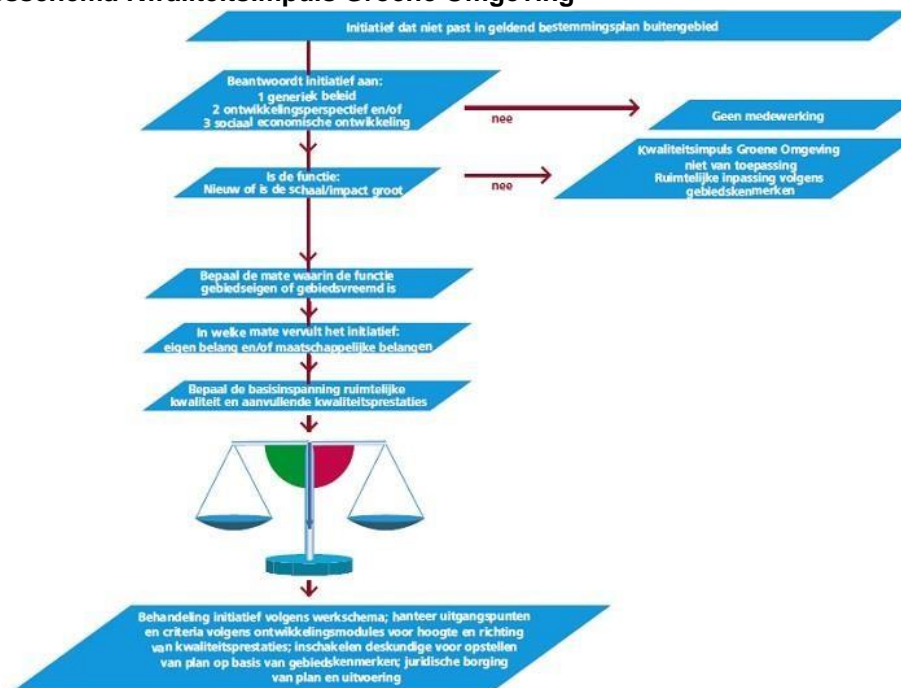 Kwaliteitsimpuls Groene Omgeving
Initiatief dat niet past in geldend bestemmingsplan buitengebied
Beantwoordt initiatief aan:
1 generiek beleid
2 ontwikkelingsperspectief en/of
3 sociaal economische ontwikkeling
nee
Geen medewerking
Is de functie:
Nieuw of is de schaal/impact groot
nee
Kwaliteitsimpuls Groene Omgeving
niet van toepassing
Ruimtelijke inpassing volgens
gebiedskenmerken
Bepaal de mate waarin de functie
gebiedseigen of gebiedsvreemd is
In welke mate vervult het initiatief:
eigen belang en/of maatschappelijke belangen
Bepaal de basisinspanning ruimtelijke
kwaliteit en aanvullende kwaliteitsprestaties
Behandeling initiatief volgens werkschema; hanteer uitgangspunten
en criteria volgens ontwikkelingsmodules voor hoogte en richting
van kwaliteitsprestaties; inschakelen deskundige voor opstellen
van plan op basis van gebiedskenmerken; juridische borging
van plan en uitvoering